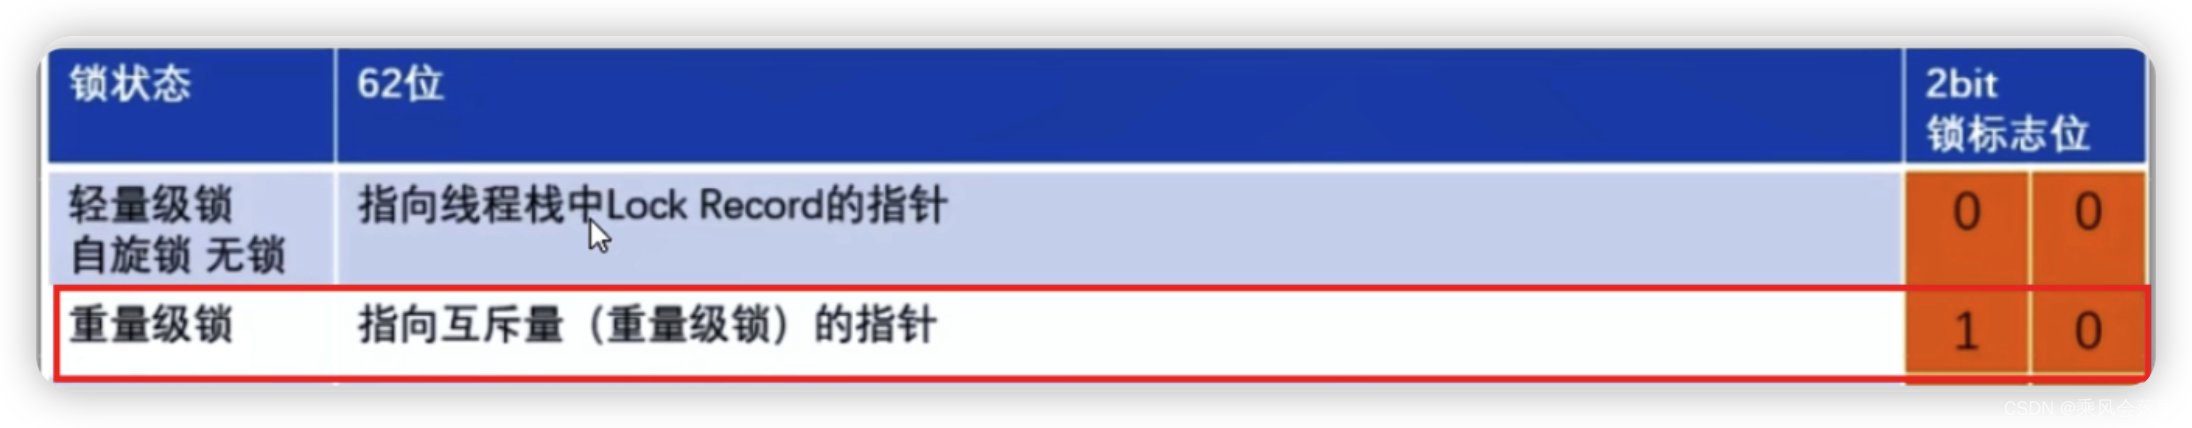 锁状态
62位
2bit
锁标志位
轻量级锁
自旋锁 无锁
指向线程栈中Lock Record的指针
0 0
重量级锁
指向互斥量（重量级锁）的指针
1 0
CSDN @乘风